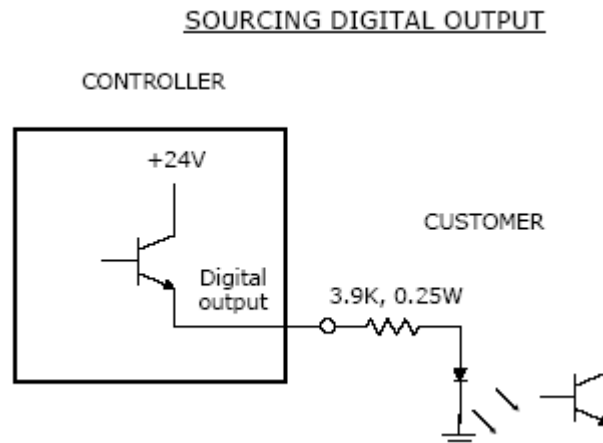 SOURCING DIGITAL OUTPUT
CONTROLLER
+24V
CUSTOMER
Digital
output
3.9K, 0.25W